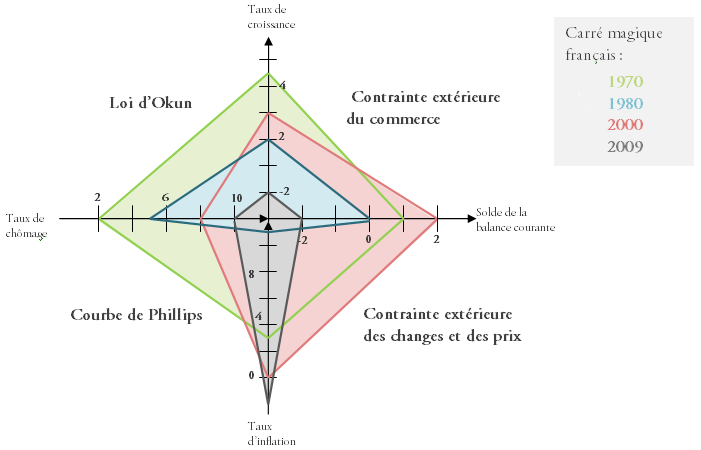 Taux de
croissance
Carré magique
français :
1970
1980
2000
2009
4
Loi d'Okun
Contrainte extérieure
du commerce
2
2
6
10
-2
Taux de
chômage
Solde de la
balance courante
-2
0
2
8
Courbe de Phillips
4
Contrainte extérieure
des changes et des prix
0
Taux
d'inflation